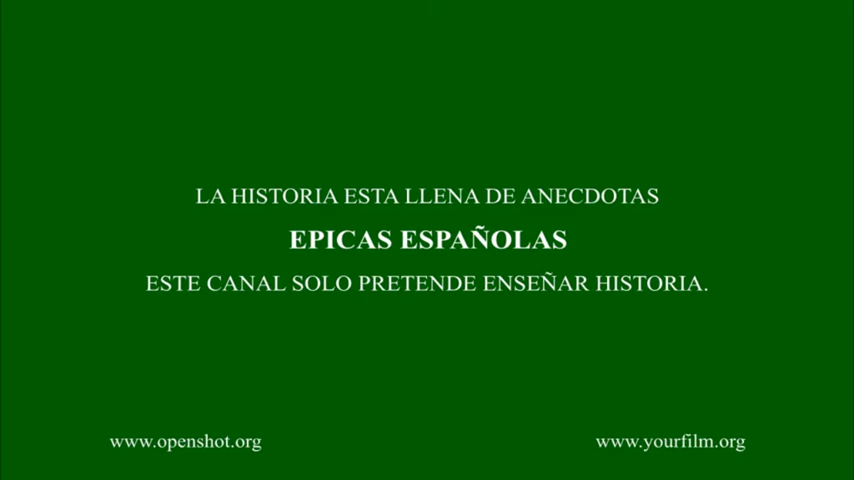 LA HISTORIA ESTA LLENA DE ANECDOTAS
EPICAS ESPAÑOLAS
ESTE CANAL SOLO PRETENDE ENSEÑAR HISTORIA.
www.openshot.org
www.yourfilm.org